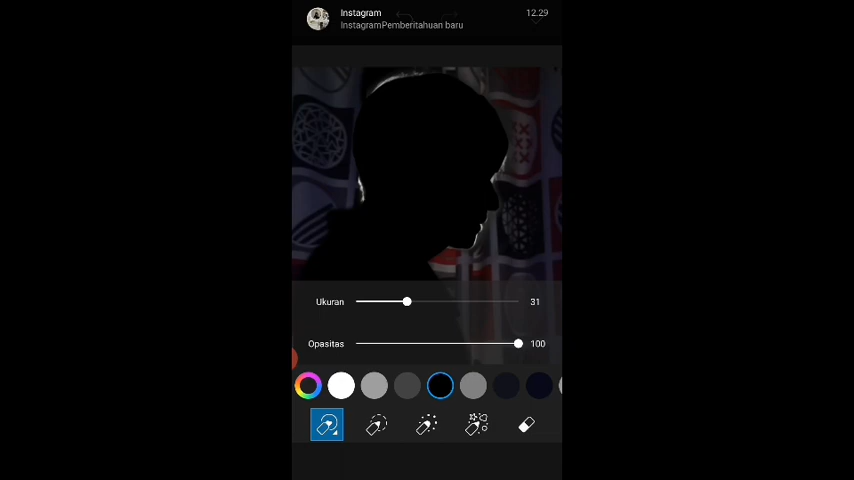 Instagram
12.29
InstagramPemberitahuan baru
Ukuran 31
Opasitas 100